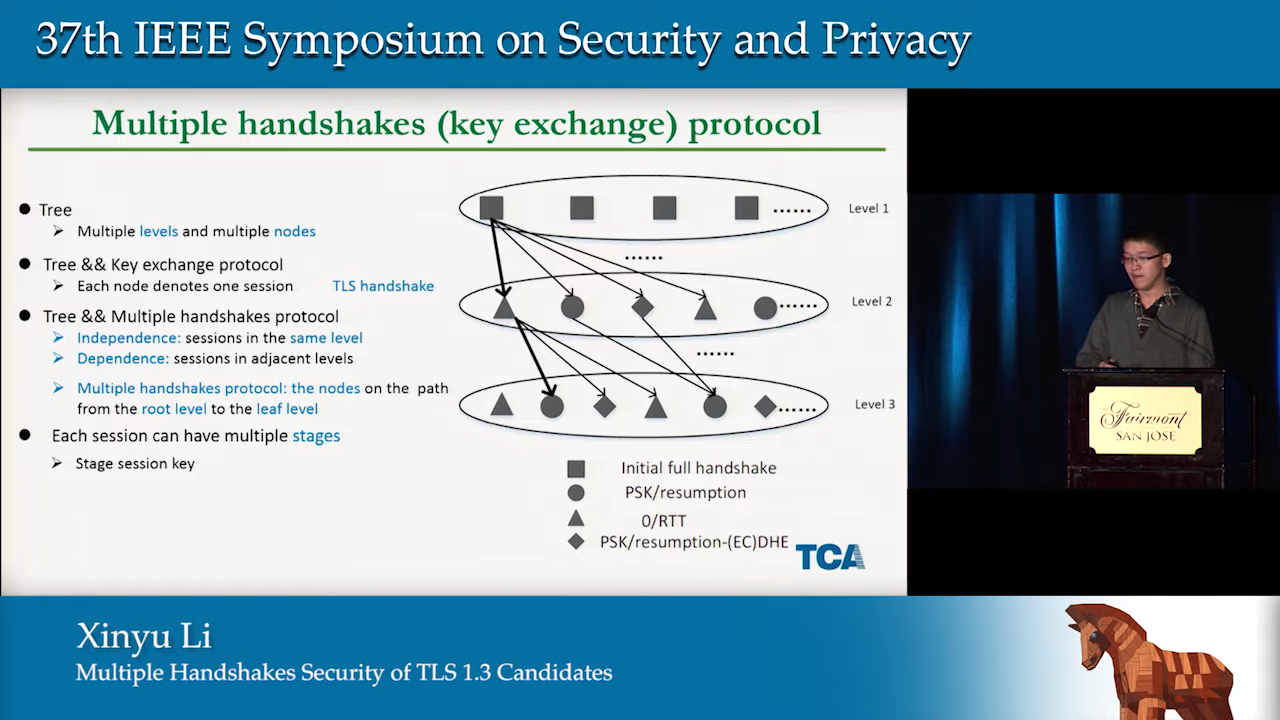 37th IEEE Symposium on Security and Privacy
Multiple handshakes (key exchange) protocol
Tree
Multiple levels and multiple nodes
Tree && Key exchange protocol
Each node denotes one session TLS handshake
Tree && Multiple handshakes protocol
Independence: sessions in the same level
Dependence: sessions in adjacent levels
Multiple handshakes protocol: the nodes on the path
from the root level to the leaf level
Each session can have multiple stages
Stage session key
...... Level 1
......
...... Level 2
......
...... Level 3
Initial full handshake
PSK/resumption
0/RTT
PSK/resumption-(EC)DHE
TCA
Fairmont
SAN JOSE
Xinyu Li
Multiple Handshakes Security of TLS 1.3 Candidates